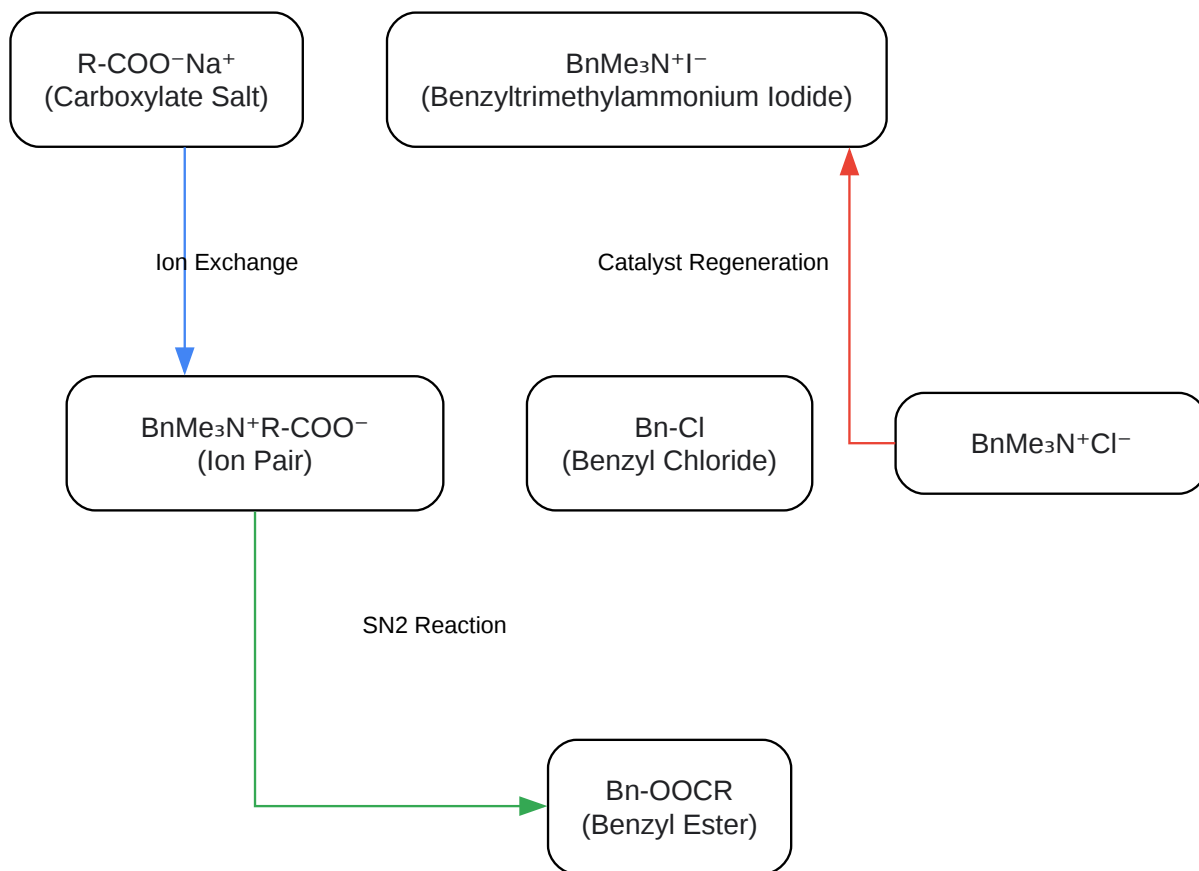 R-COO⁻Na⁺
(Carboxylate Salt)
BnMe₃N⁺I⁻
(Benzyltrimethylammonium Iodide)
Ion Exchange
Catalyst Regeneration
BnMe₃N⁺R-COO⁻
(Ion Pair)
Bn-Cl
(Benzyl Chloride)
BnMe₃N⁺Cl⁻
SN2 Reaction
Bn-OOCR
(Benzyl Ester)